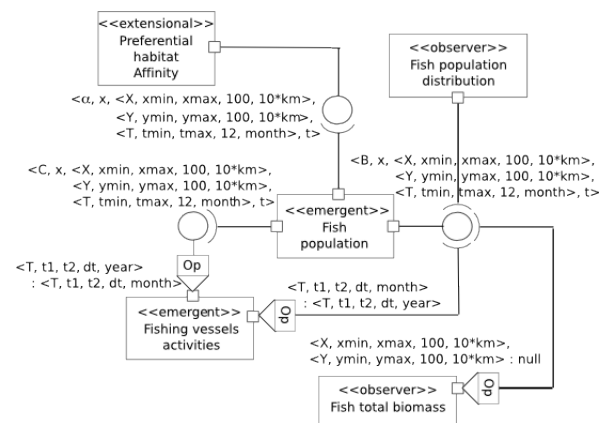 <<extensional>>
Preferential
habitat
Affinity
<<observer>>
Fish population
distribution
<α, x, <X, xmin, xmax, 100, 10*km>,
<Y, ymin, ymax, 100, 10*km>,
<T, tmin, tmax, 12, month>, t>
<B, x, <X, xmin, xmax, 100, 10*km>,
<Y, ymin, ymax, 100, 10*km>,
<T, tmin, tmax, 12, month>, t>
<C, x, <X, xmin, xmax, 100, 10*km>,
<Y, ymin, ymax, 100, 10*km>,
<T, tmin, tmax, 12, month>, t>
<<emergent>>
Fish
population
Op
<T, t1, t2, dt, year>
: <T, t1, t2, dt, month>
<<emergent>>
Fishing vessels
activities
Op
<T, t1, t2, dt, month>
: <T, t1, t2, dt, year>
<X, xmin, xmax, 100, 10*km>,
<Y, ymin, ymax, 100, 10*km> : null
<<observer>>
Fish total biomass
Op